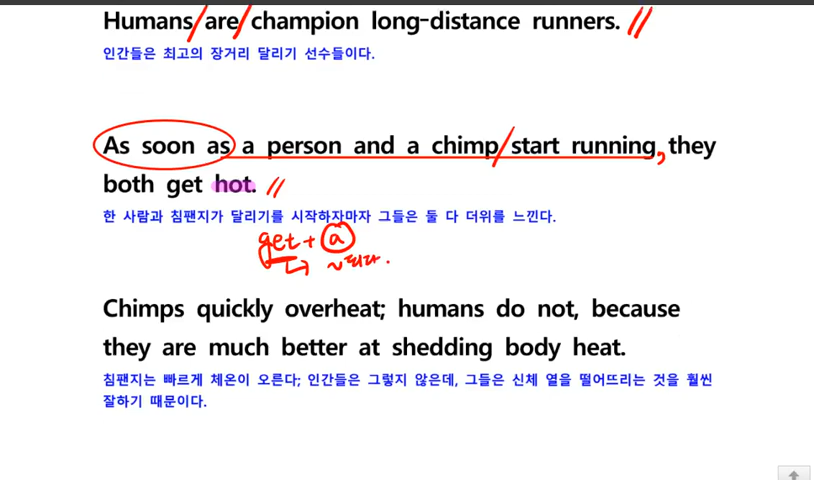 Humans are champion long-distance runners.
인간들은 최고의 장거리 달리기 선수들이다.
As soon as a person and a chimp start running, they
both get hot.
한 사람과 침팬지가 달리기를 시작하자마자 그들은 둘 다 더위를 느낀다.
get + ⓐ
~되다.
Chimps quickly overheat; humans do not, because
they are much better at shedding body heat.
침팬지는 빠르게 체온이 오른다; 인간들은 그렇지 않은데, 그들은 신체 열을 떨어뜨리는 것을 훨씬
잘하기 때문이다.